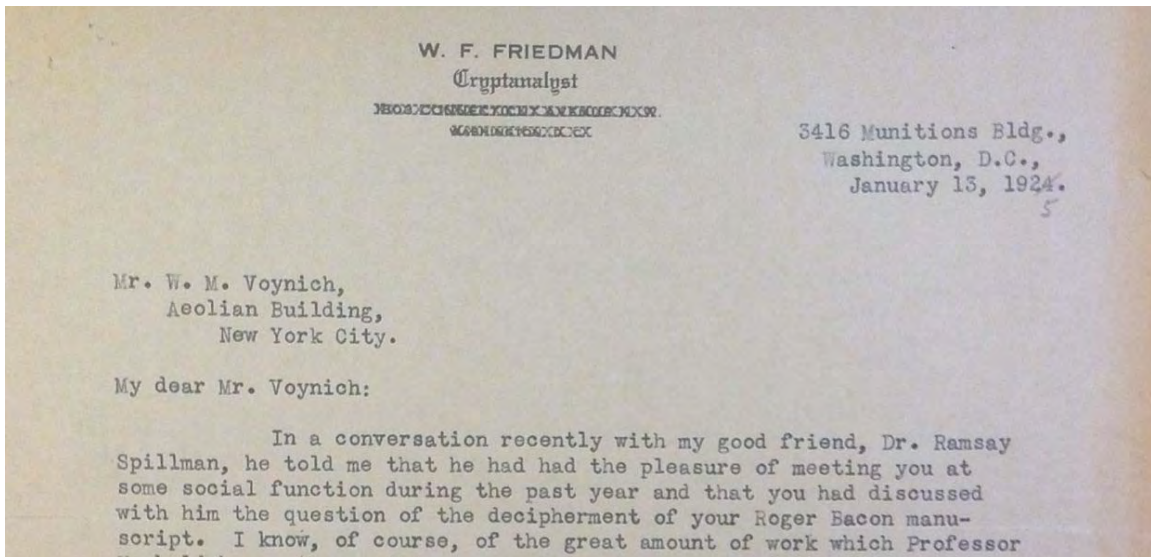 W. F. FRIEDMAN
Cryptanalyst
3416 Munitions Bldg.,
Washington, D.C.,
January 13, 1924.
5
Mr. W. M. Voynich,
Aeolian Building,
New York City.
My dear Mr. Voynich:
In a conversation recently with my good friend, Dr. Ramsay
Spillman, he told me that he had had the pleasure of meeting you at
some social function during the past year and that you had discussed
with him the question of the decipherment of your Roger Bacon manu-
script. I know, of course, of the great amount of work which Professor